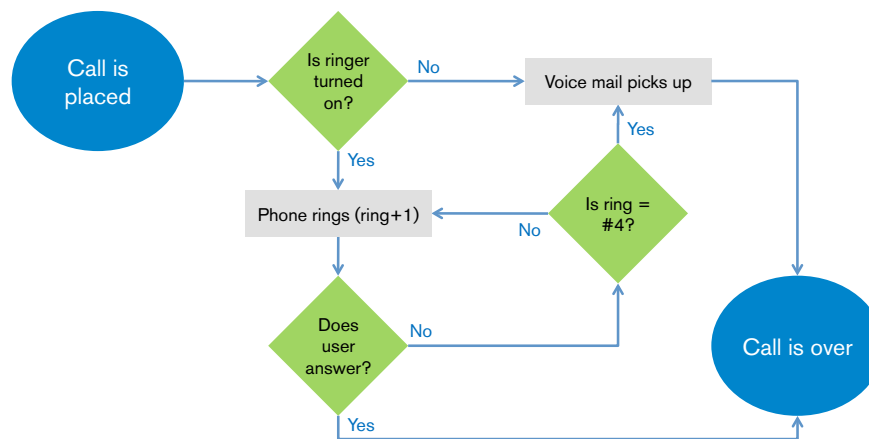 Call is
placed
Is ringer
turned
on?
No
Voice mail picks up
Yes
Yes
Phone rings (ring+1)
Is ring =
#4?
No
Does
user
answer?
No
Call is over
Yes